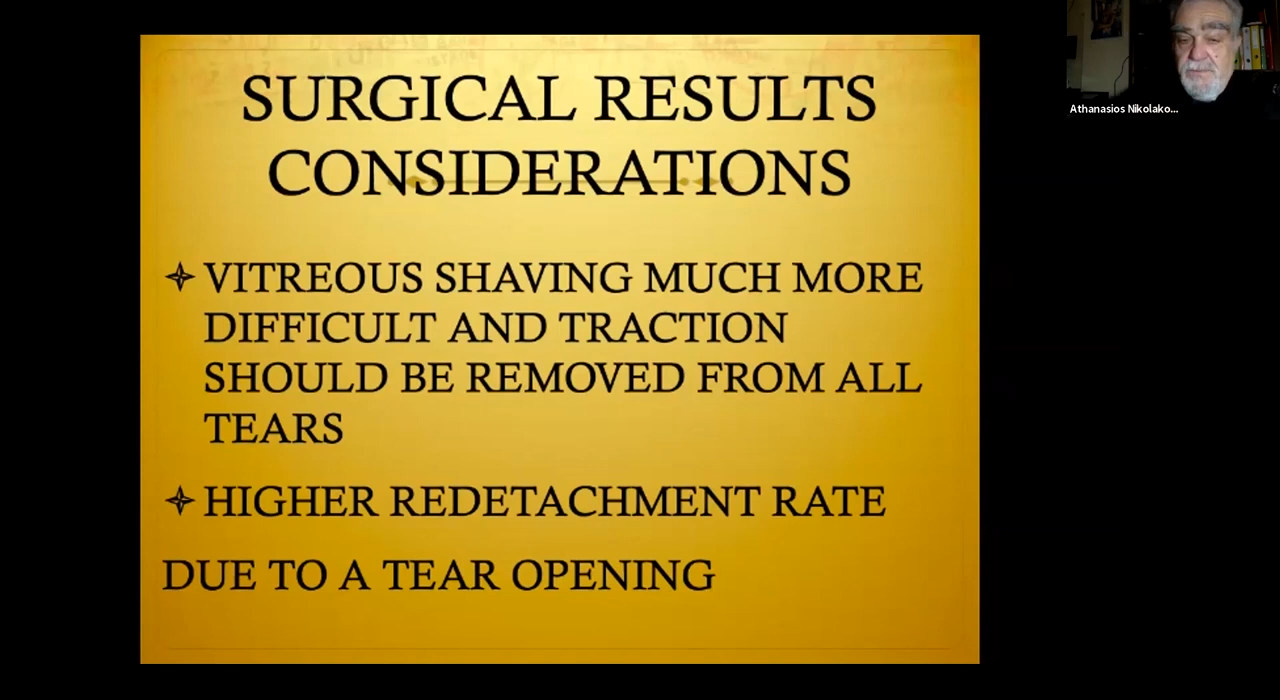 SURGICAL RESULTS
CONSIDERATIONS
VITREOUS SHAVING MUCH MORE
DIFFICULT AND TRACTION
SHOULD BE REMOVED FROM ALL
TEARS
HIGHER REDETACHMENT RATE
DUE TO A TEAR OPENING
Athanasios Nikolako...